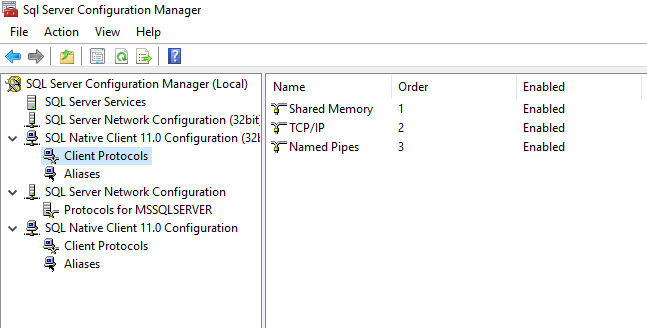 Sql Server Configuration Manager
File Action View Help
SQL Server Configuration Manager (Local)
SQL Server Services
SQL Server Network Configuration (32bit)
SQL Native Client 11.0 Configuration (32b
Client Protocols
Aliases
SQL Server Network Configuration
Protocols for MSSQLSERVER
SQL Native Client 11.0 Configuration
Client Protocols
Aliases
Name Order Enabled
Shared Memory 1 Enabled
TCP/IP 2 Enabled
Named Pipes 3 Enabled